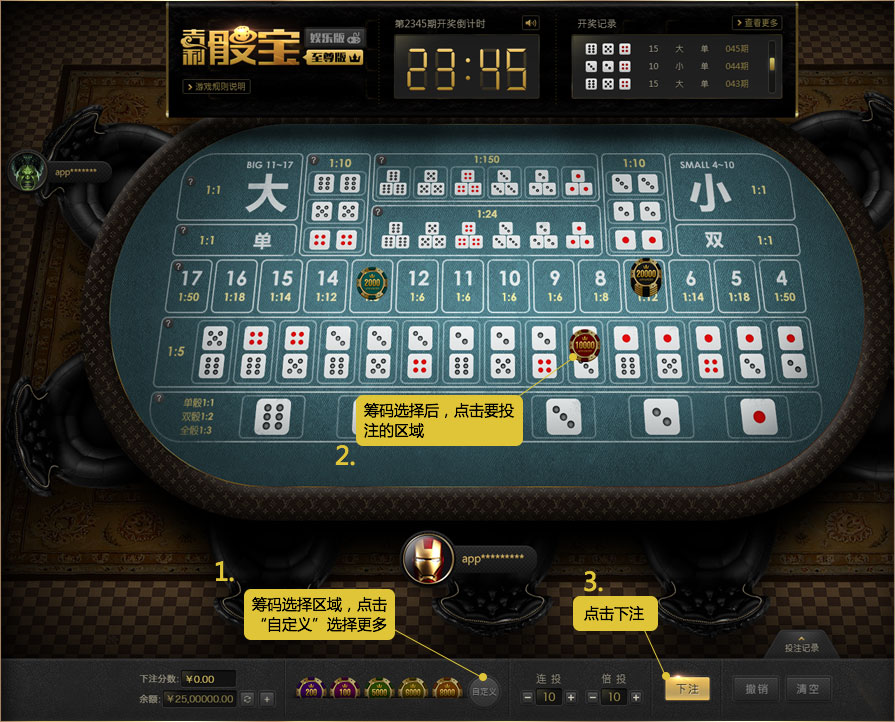 吉利骰宝
娱乐版
至尊版
游戏规则说明
第2345期开奖倒计时
23:45
开奖记录
查看更多
15 大 单 045期
10 小 单 044期
15 大 单 043期
app*******
? 1:1
BIG 11~17
大
? 1:10
? 1:150
1:10
SMALL 4~10
小
1:1
? 1:24
? 1:1 单
双 1:1
? 17 16 15 14 2000 12 11 10 9 8 20000 6 5 4
1:50 1:18 1:14 1:12 1:6 1:6 1:6 1:6 1:8 1:14 1:18 1:50
?
1:5
10000
?
单骰1:1
双骰1:2
全骰1:3
筹码选择后，点击要投
注的区域
2.
app*********
1.
筹码选择区域，点击
“自定义”选择更多
3.
点击下注
投注记录
下注分数: ¥0.00
余额: ¥25,00000.00
200 100 5000 6000 8000 自定义
连投 倍投
- 10 + - 10 +
下注
撤销
清空